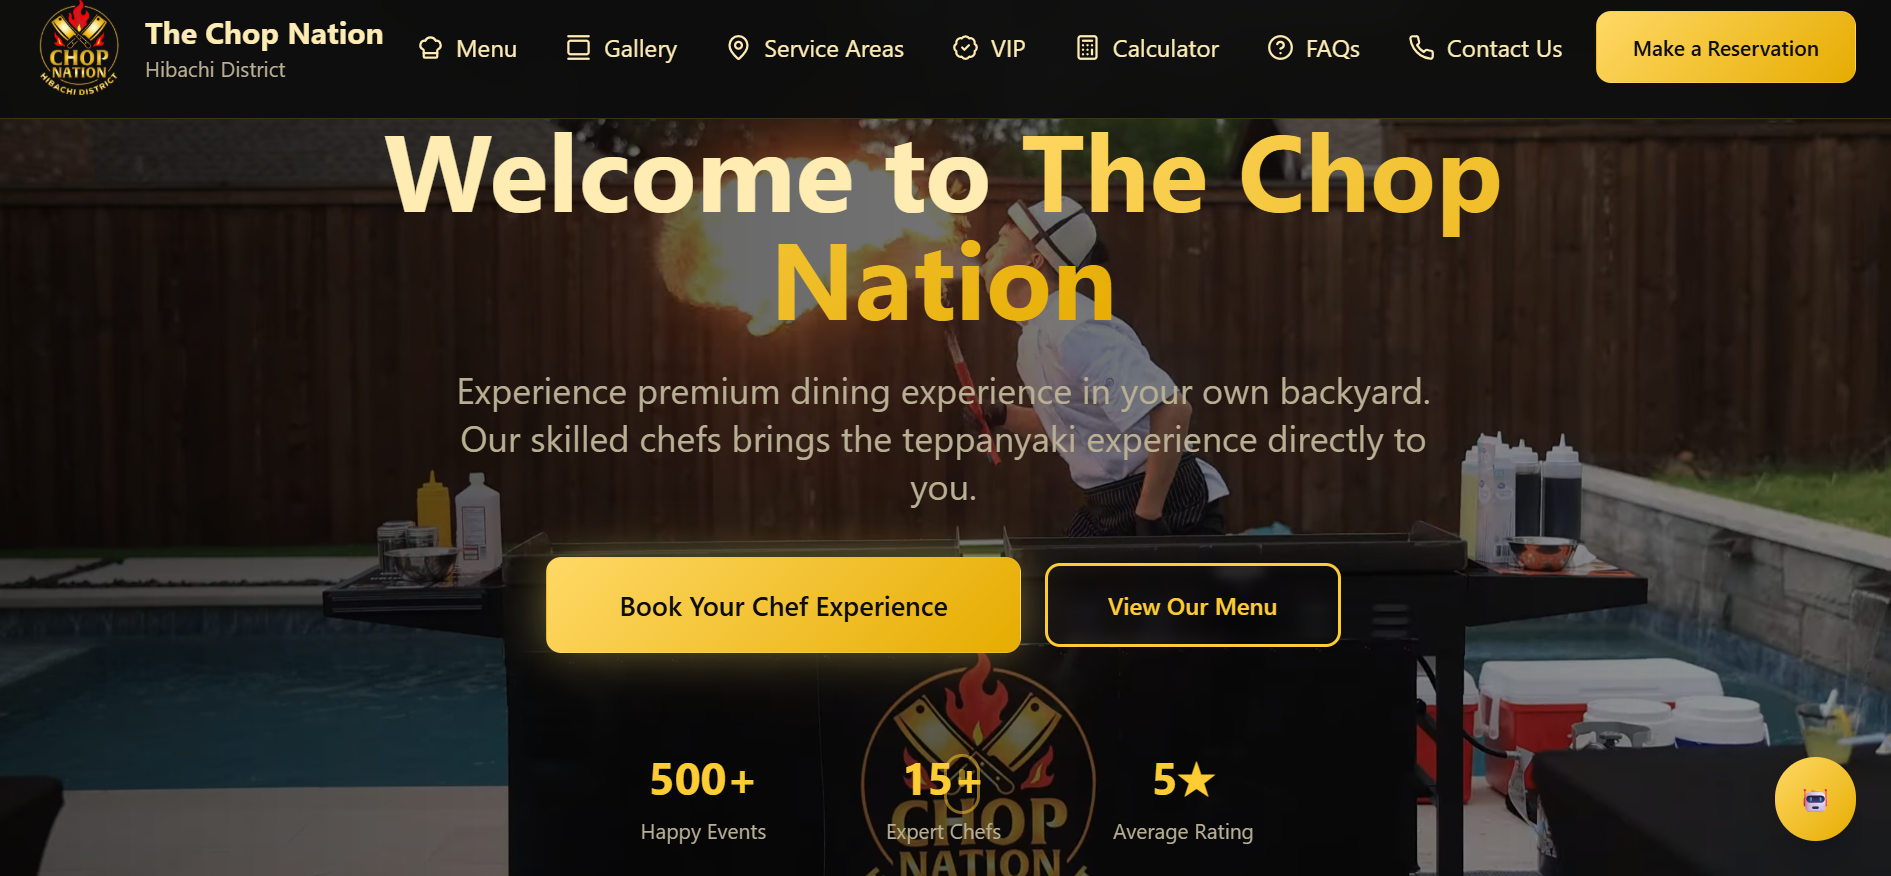 CHOP
NATION
HIBACHI DISTRICT
The Chop Nation
Hibachi District
Menu
Gallery
Service Areas
VIP
Calculator
FAQs
Contact Us
Make a Reservation
Welcome to The Chop
Nation
Experience premium dining experience in your own backyard.
Our skilled chefs brings the teppanyaki experience directly to
you.
Book Your Chef Experience
View Our Menu
500+
Happy Events
15+
Expert Chefs
5★
Average Rating
CHOP
NATION